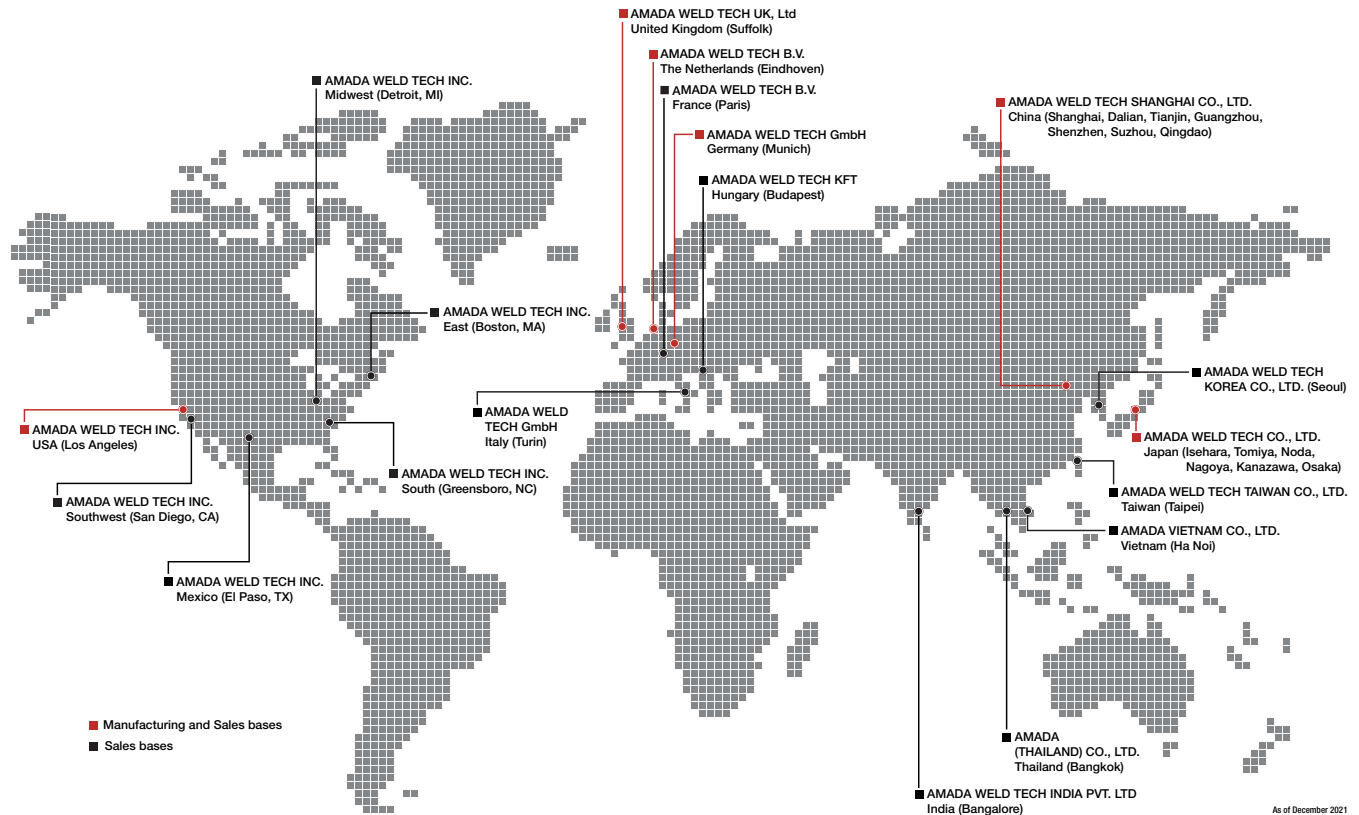 AMADA WELD TECH UK, Ltd
United Kingdom (Suffolk)
AMADA WELD TECH B.V.
The Netherlands (Eindhoven)
AMADA WELD TECH INC.
Midwest (Detroit, MI)
AMADA WELD TECH B.V.
France (Paris)
AMADA WELD TECH SHANGHAI CO., LTD.
China (Shanghai, Dalian, Tianjin, Guangzhou,
Shenzhen, Suzhou, Qingdao)
AMADA WELD TECH GmbH
Germany (Munich)
AMADA WELD TECH KFT
Hungary (Budapest)
AMADA WELD TECH INC.
East (Boston, MA)
AMADA WELD TECH
KOREA CO., LTD. (Seoul)
AMADA WELD
TECH GmbH
Italy (Turin)
AMADA WELD TECH INC.
USA (Los Angeles)
AMADA WELD TECH CO., LTD.
Japan (Isehara, Tomiya, Noda,
Nagoya, Kanazawa, Osaka)
AMADA WELD TECH INC.
South (Greensboro, NC)
AMADA WELD TECH INC.
Southwest (San Diego, CA)
AMADA WELD TECH TAIWAN CO., LTD.
Taiwan (Taipei)
AMADA VIETNAM CO., LTD.
Vietnam (Ha Noi)
AMADA WELD TECH INC.
Mexico (El Paso, TX)
Manufacturing and Sales bases
Sales bases
AMADA
(THAILAND) CO., LTD.
Thailand (Bangkok)
AMADA WELD TECH INDIA PVT. LTD
India (Bangalore)
As of December 2021